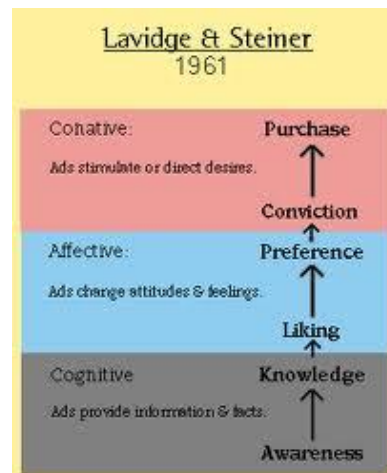 Lavidge & Steiner
1961
Cohative: Purchase
Ads stimulate or direct desires.
Conviction
Affective: Preference
Ads change attitudes & feelings.
Liking
Cognitive Knowledge
Ads provide information & facts.
Awareness